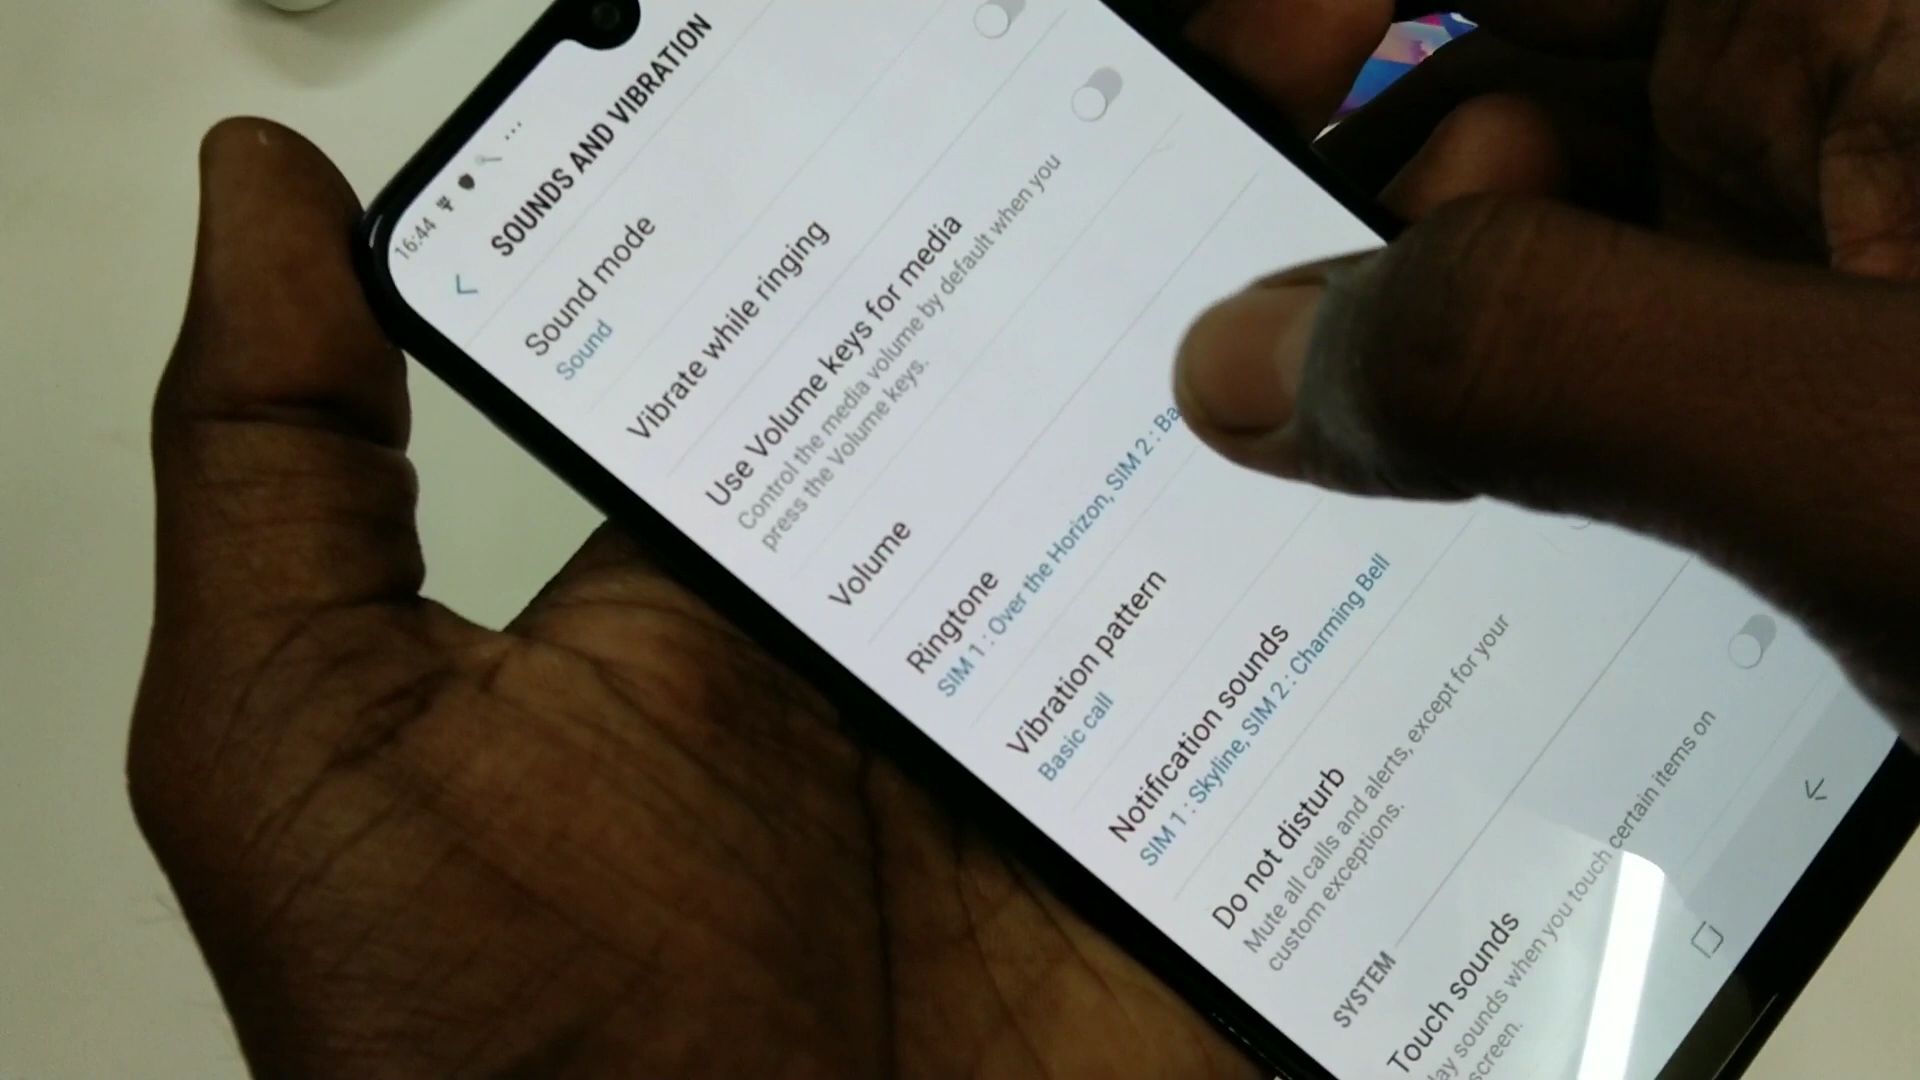 16:44
SOUNDS AND VIBRATION
Sound mode
Sound
Vibrate while ringing
Use Volume keys for media
Control the media volume by default when you
press the Volume keys.
Volume
Ringtone
SIM 1 : Over the Horizon, SIM 2 :
Vibration pattern
Basic call
Notification sounds
SIM 1 : Skyline, SIM 2 : Charming Bell
Do not disturb
Mute all calls and alerts, except for your
custom exceptions.
SYSTEM
Touch sounds
sounds when you touch certain items on
screen.